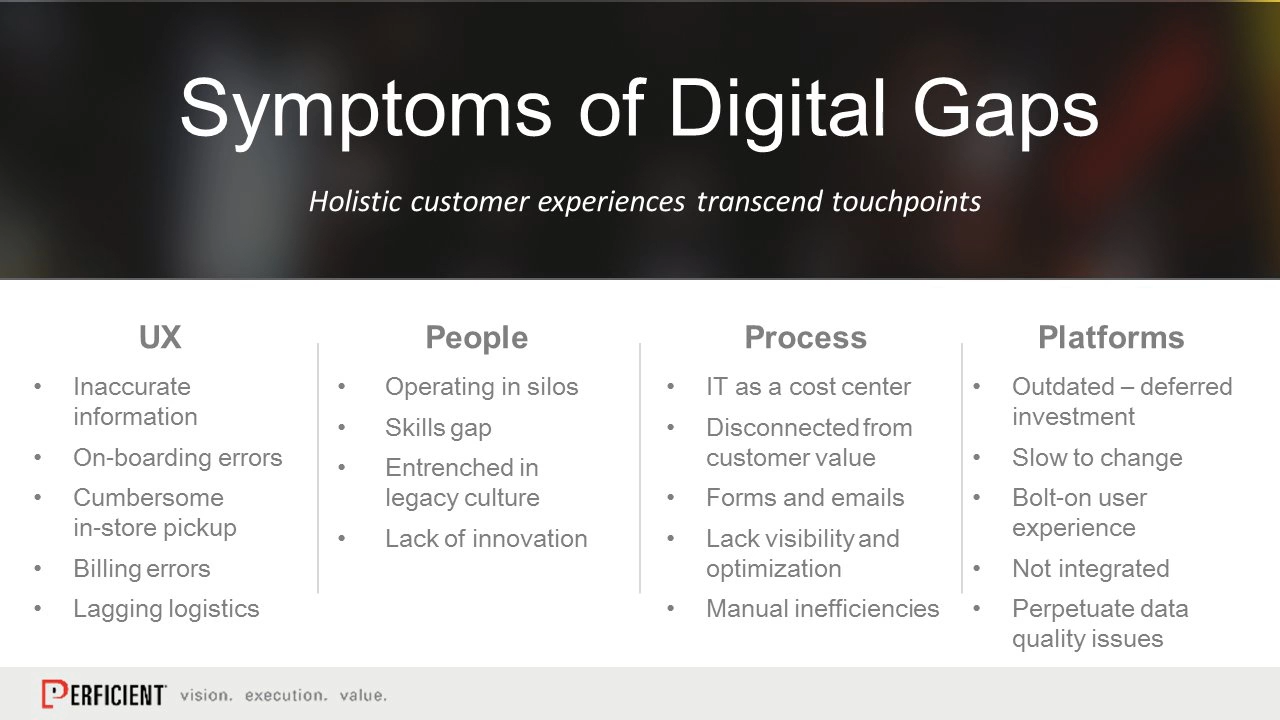 Symptoms of Digital Gaps
Holistic customer experiences transcend touchpoints
UX
• Inaccurate
information
• On-boarding errors
• Cumbersome
in-store pickup
• Billing errors
• Lagging logistics
People
• Operating in silos
• Skills gap
• Entrenched in
legacy culture
• Lack of innovation
Process
• IT as a cost center
• Disconnected from
customer value
• Forms and emails
• Lack visibility and
optimization
• Manual inefficiencies
Platforms
• Outdated – deferred
investment
• Slow to change
• Bolt-on user
experience
• Not integrated
• Perpetuate data
quality issues
PERFICIENT vision. execution. value.